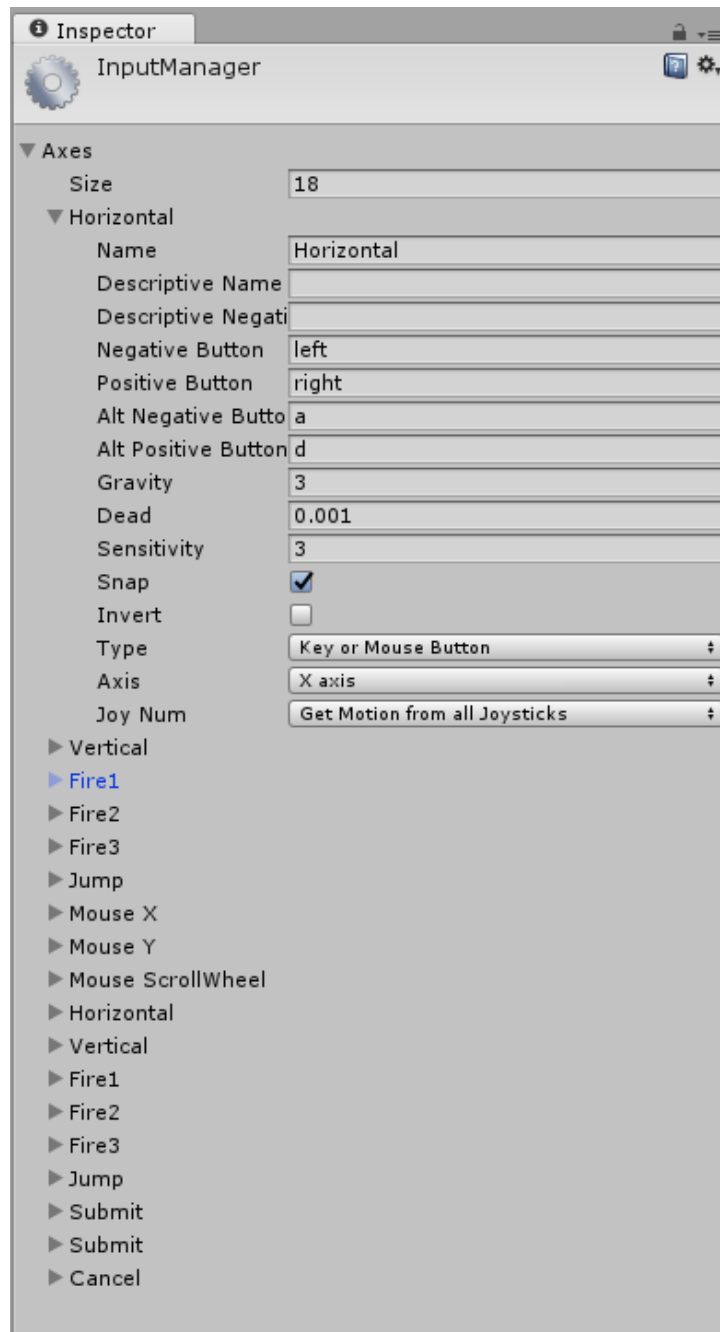 Inspector
InputManager
Axes
Size 18
Horizontal
Name Horizontal
Descriptive Name
Descriptive Negati
Negative Button left
Positive Button right
Alt Negative Butto a
Alt Positive Button d
Gravity 3
Dead 0.001
Sensitivity 3
Snap
Invert
Type Key or Mouse Button
Axis X axis
Joy Num Get Motion from all Joysticks
Vertical
Fire1
Fire2
Fire3
Jump
Mouse X
Mouse Y
Mouse ScrollWheel
Horizontal
Vertical
Fire1
Fire2
Fire3
Jump
Submit
Submit
Cancel